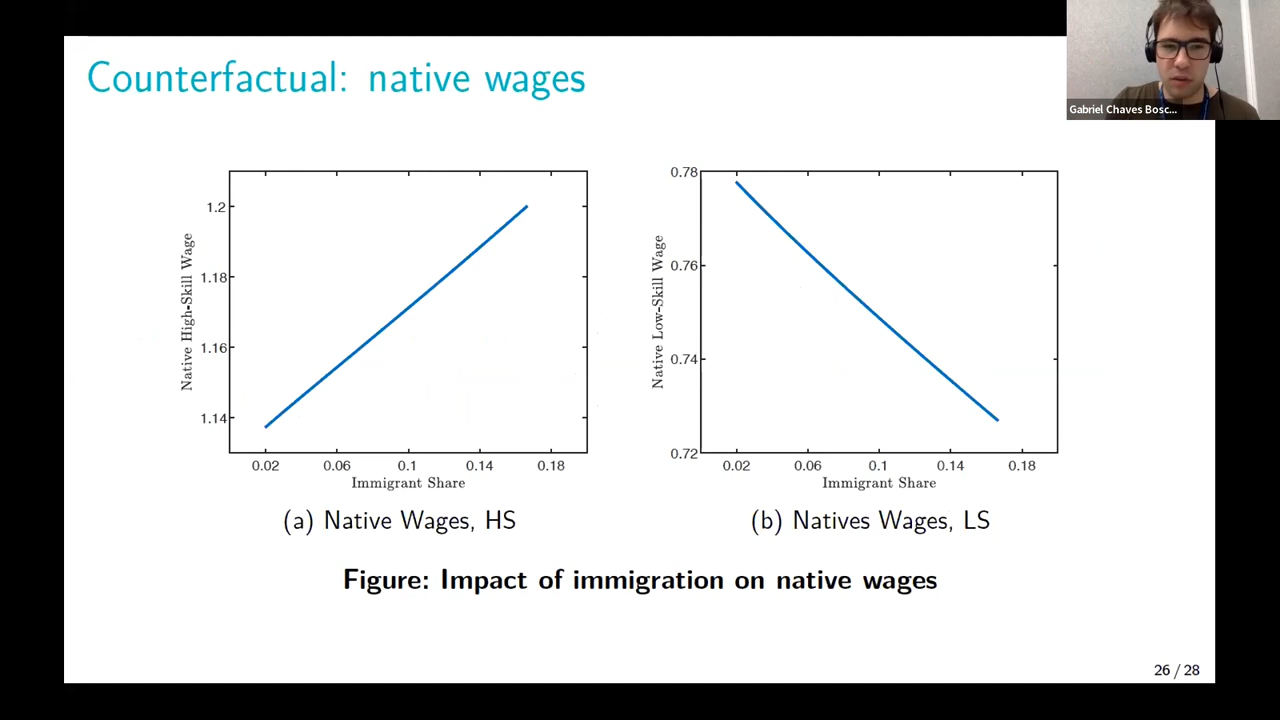 Counterfactual: native wages
Gabriel Chaves Bosc...
Native High-Skill Wage
1.2
1.18
1.16
1.14
0.02 0.06 0.1 0.14 0.18
Immigrant Share
(a) Native Wages, HS
Native Low-Skill Wage
0.78
0.76
0.74
0.72
0.02 0.06 0.1 0.14 0.18
Immigrant Share
(b) Natives Wages, LS
Figure: Impact of immigration on native wages
26 / 28